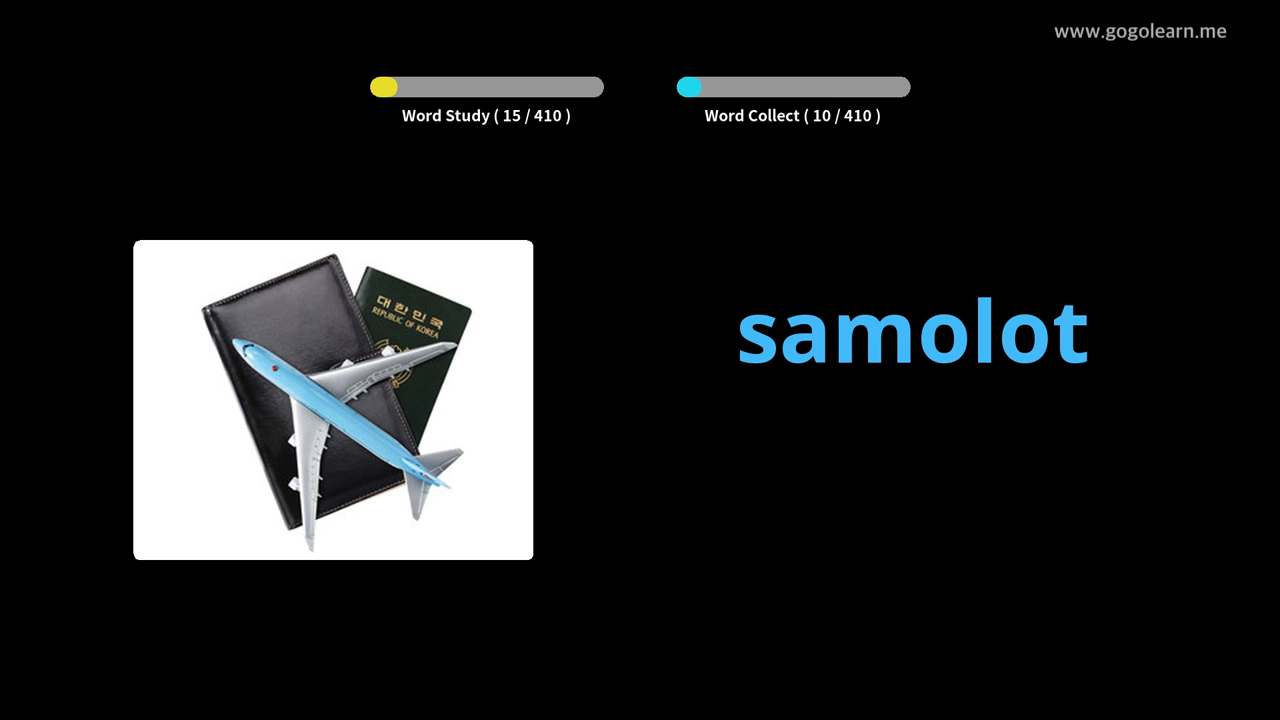 www.gogolearn.me
Word Study ( 15 / 410 )
Word Collect ( 10 / 410 )
대한민국
REPUBLIC OF KOREA
samolot